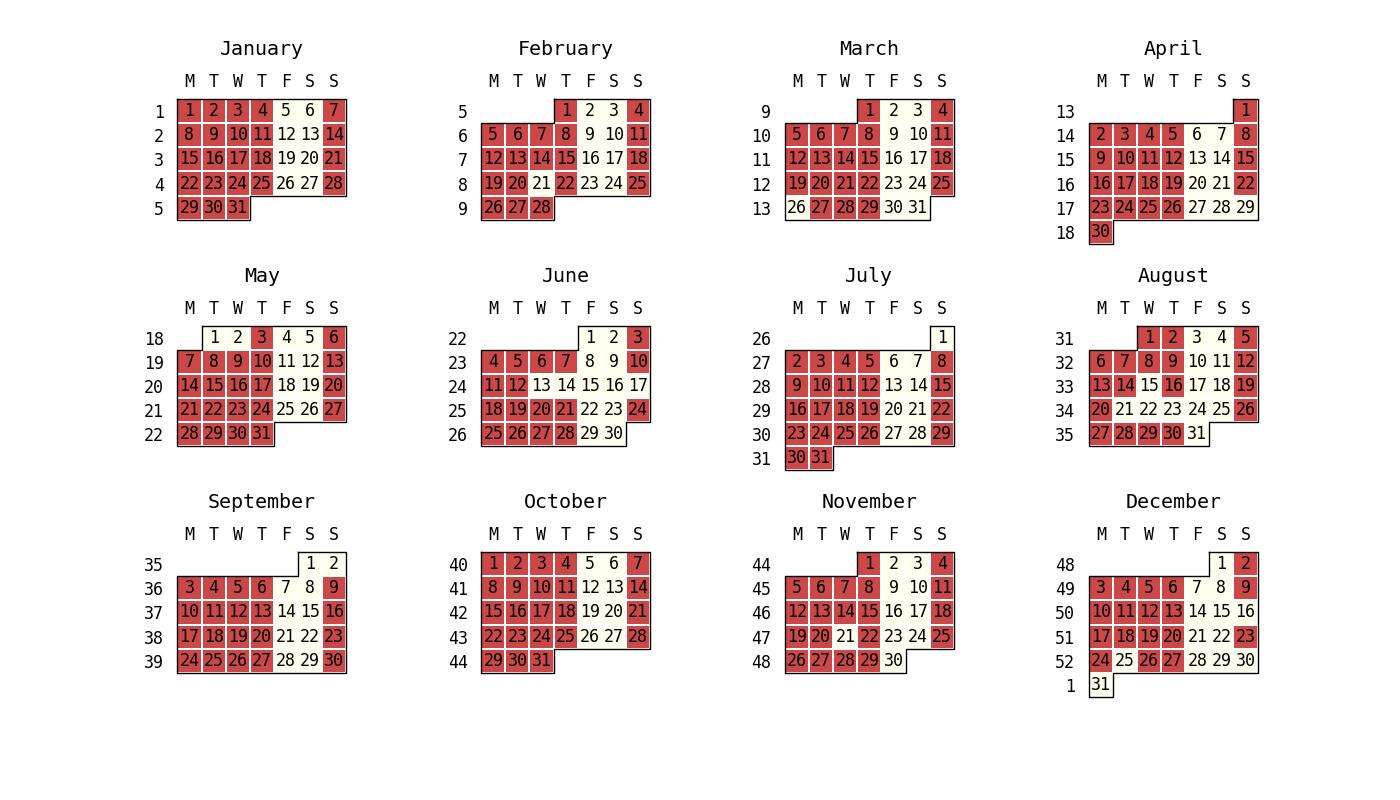 January February March April
M T W T F S S M T W T F S S M T W T F S S M T W T F S S
1 1 2 3 4 5 6 7 5 1 2 3 4 9 1 2 3 4 13 1
2 8 9 10 11 12 13 14 6 5 6 7 8 9 10 11 10 5 6 7 8 9 10 11 14 2 3 4 5 6 7 8
3 15 16 17 18 19 20 21 7 12 13 14 15 16 17 18 11 12 13 14 15 16 17 18 15 9 10 11 12 13 14 15
4 22 23 24 25 26 27 28 8 19 20 21 22 23 24 25 12 19 20 21 22 23 24 25 16 16 17 18 19 20 21 22
5 29 30 31 9 26 27 28 13 26 27 28 29 30 31 17 23 24 25 26 27 28 29
18 30
May June July August
M T W T F S S M T W T F S S M T W T F S S M T W T F S S
18 1 2 3 4 5 6 22 1 2 3 26 1 31 1 2 3 4 5
19 7 8 9 10 11 12 13 23 4 5 6 7 8 9 10 27 2 3 4 5 6 7 8 32 6 7 8 9 10 11 12
20 14 15 16 17 18 19 20 24 11 12 13 14 15 16 17 28 9 10 11 12 13 14 15 33 13 14 15 16 17 18 19
21 21 22 23 24 25 26 27 25 18 19 20 21 22 23 24 29 16 17 18 19 20 21 22 34 20 21 22 23 24 25 26
22 28 29 30 31 26 25 26 27 28 29 30 30 23 24 25 26 27 28 29 35 27 28 29 30 31
31 30 31
September October November December
M T W T F S S M T W T F S S M T W T F S S M T W T F S S
35 1 2 40 1 2 3 4 5 6 7 44 1 2 3 4 48 1 2
36 3 4 5 6 7 8 9 41 8 9 10 11 12 13 14 45 5 6 7 8 9 10 11 49 3 4 5 6 7 8 9
37 10 11 12 13 14 15 16 42 15 16 17 18 19 20 21 46 12 13 14 15 16 17 18 50 10 11 12 13 14 15 16
38 17 18 19 20 21 22 23 43 22 23 24 25 26 27 28 47 19 20 21 22 23 24 25 51 17 18 19 20 21 22 23
39 24 25 26 27 28 29 30 44 29 30 31 48 26 27 28 29 30 52 24 25 26 27 28 29 30
1 31